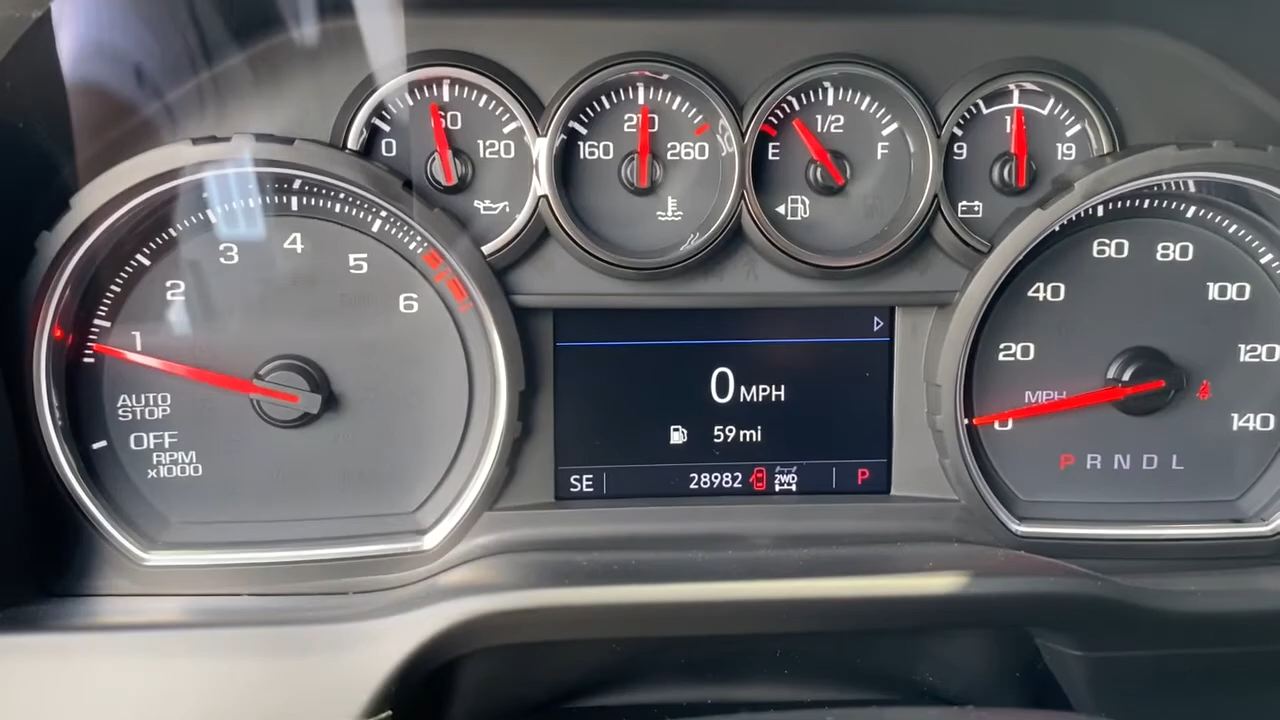 0 60 120
160 210 260
E 1/2 F
9 19
1 2 3 4 5 6
AUTO
STOP
OFF
RPM
x1000
0 MPH
59 mi
SE 28982 2WD P
0 20 40 60 80 100 120 140
MPH
P R N D L